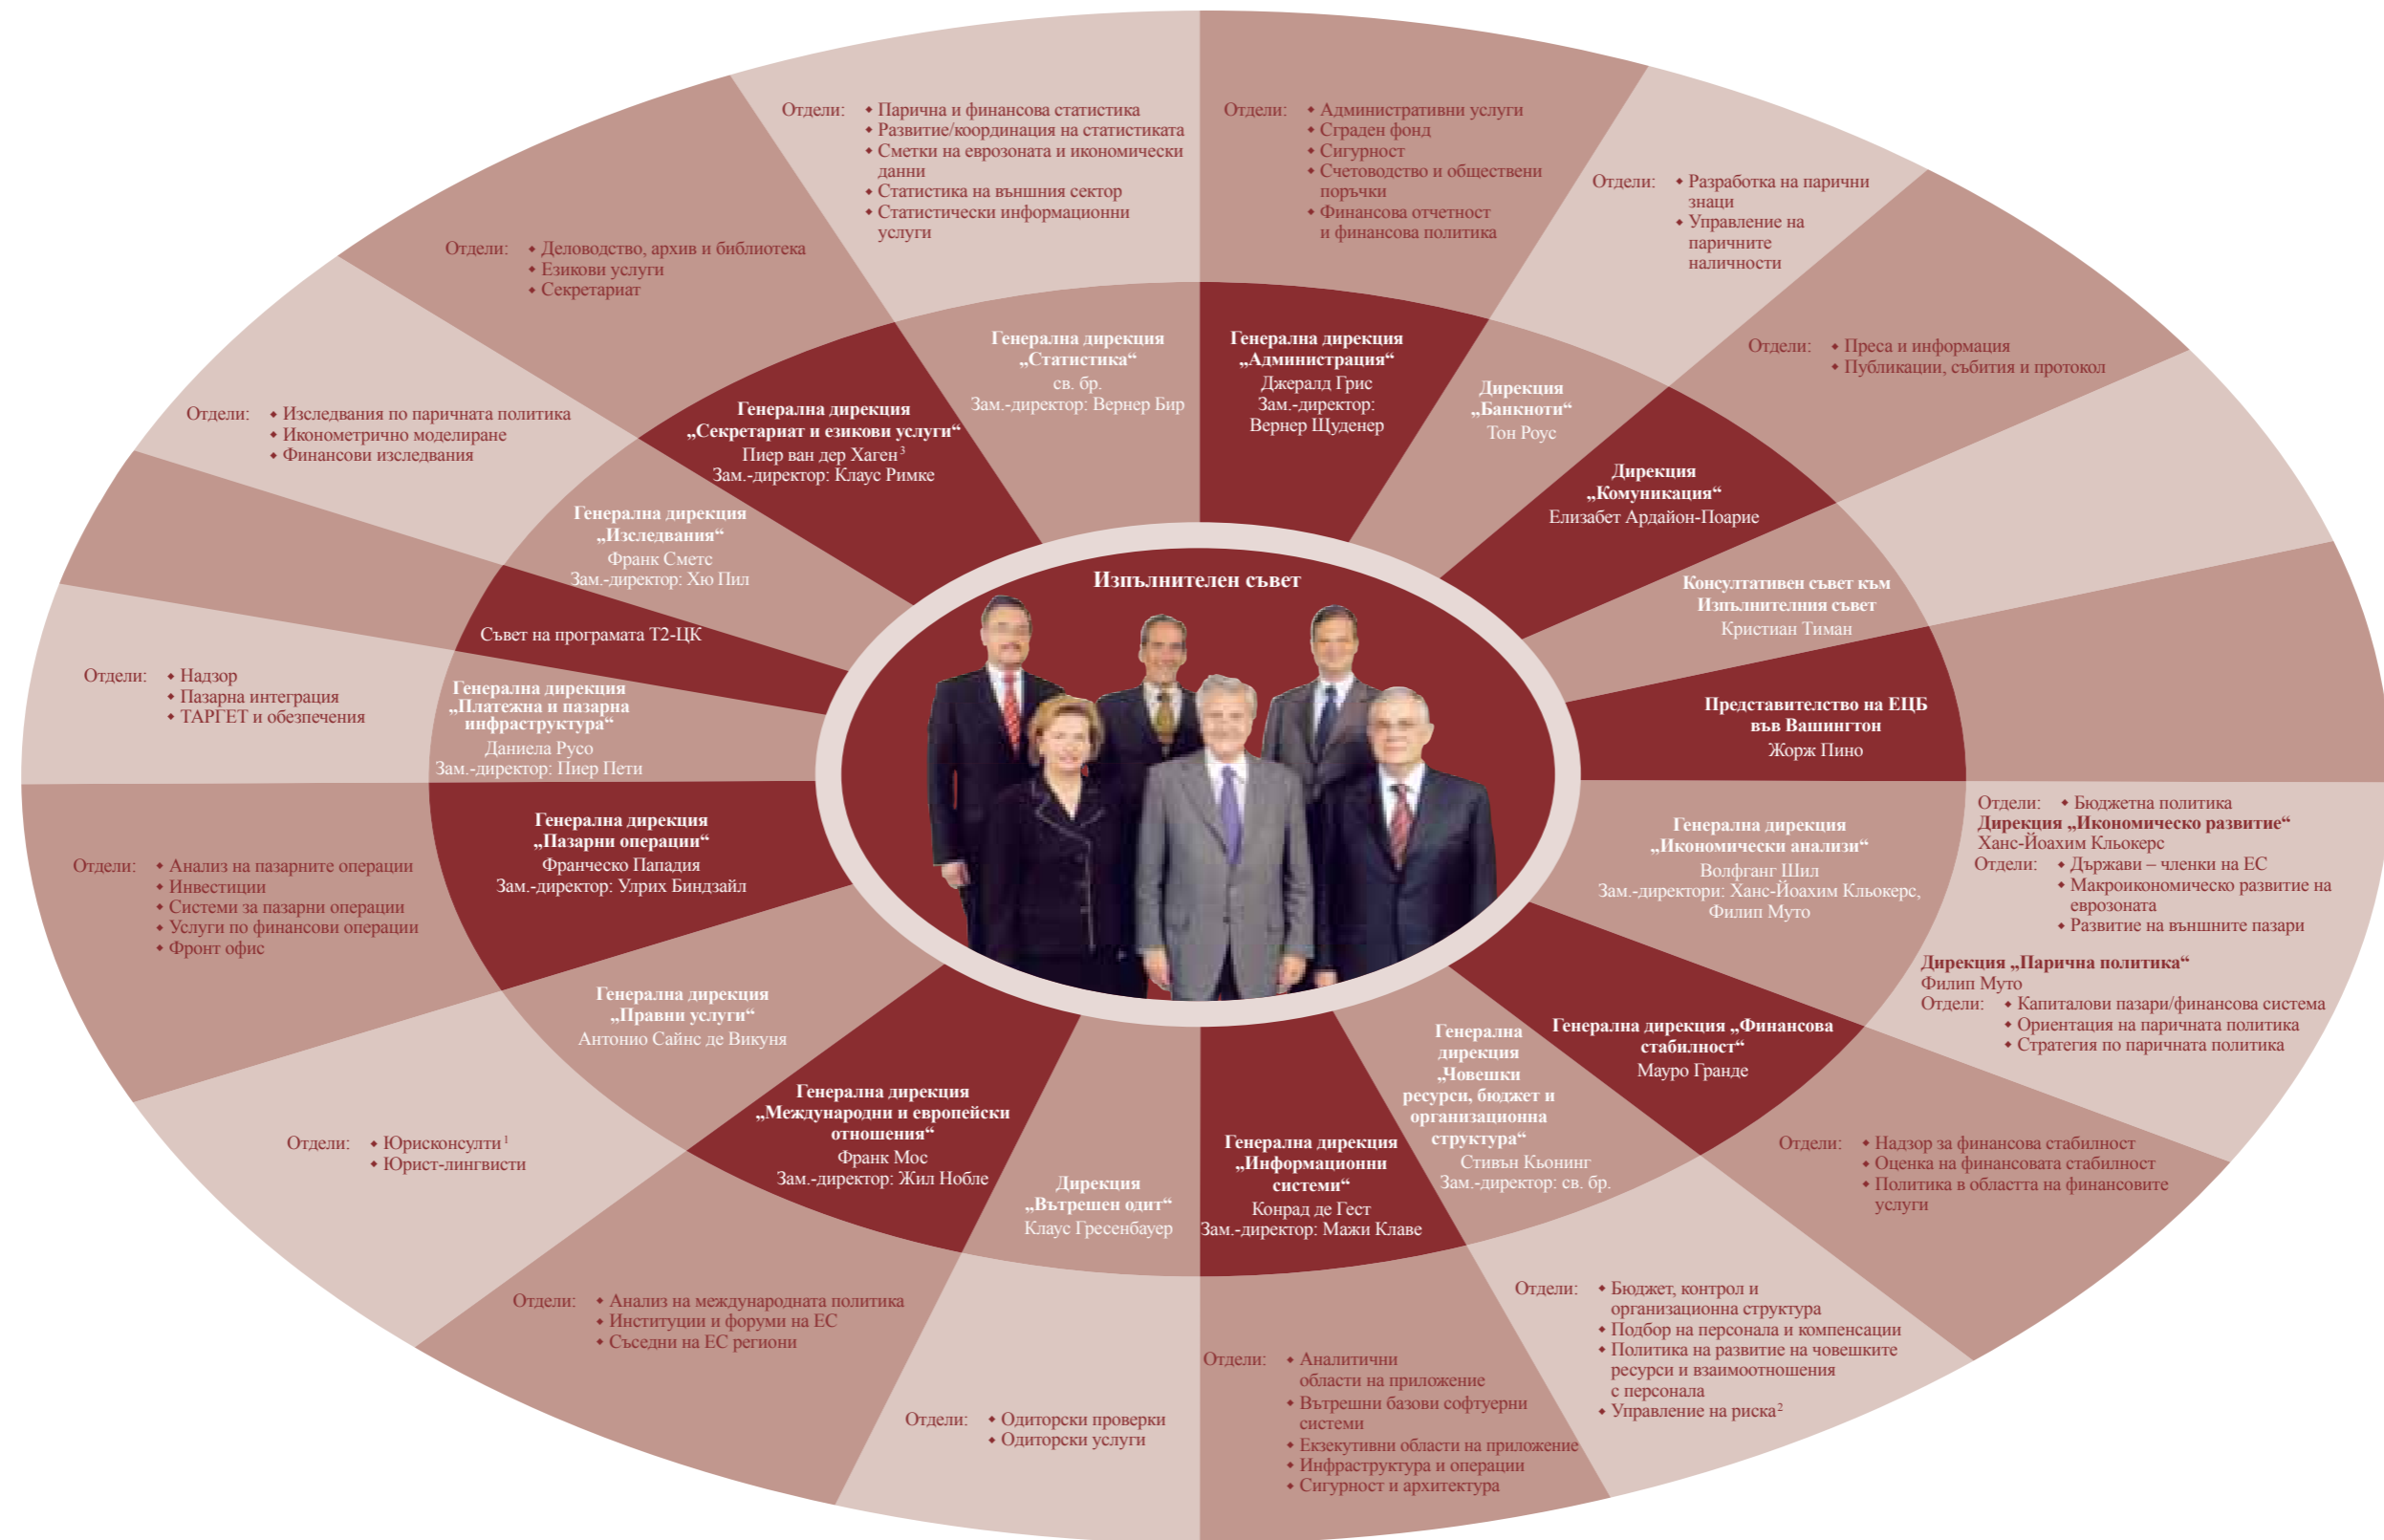 Изпълнителен съвет
Отдели: ◆ Административни услуги
◆ Сграден фонд
◆ Сигурност
◆ Счетоводство и обществени
поръчки
◆ Финансова отчетност
и финансова политика
Генерална дирекция
„Администрация“
Джералд Грис
Зам.-директор:
Вернер Щуденер
Отдели: ◆ Разработка на парични
знаци
◆ Управление на
паричните
наличности
Дирекция
„Банкноти“
Тон Роус
Отдели: ◆ Преса и информация
◆ Публикации, събития и протокол
Дирекция
„Комуникация“
Елизабет Ардайон-Поарие
Консултативен съвет към
Изпълнителния съвет
Кристиан Тиман
Представителство на ЕЦБ
във Вашингтон
Жорж Пино
Генерална дирекция
„Икономически анализи“
Волфганг Шил
Зам.-директори: Ханс-Йоахим Кльокерс,
Филип Муто
Отдели: ◆ Бюджетна политика
Дирекция „Икономическо развитие“
Ханс-Йоахим Кльокерс
Отдели: ◆ Държави – членки на ЕС
◆ Макроикономическо развитие на
еврозоната
◆ Развитие на външните пазари
Дирекция „Парична политика“
Филип Муто
Отдели: ◆ Капиталови пазари/финансова система
◆ Ориентация на паричната политика
◆ Стратегия по паричната политика
Генерална дирекция „Финансова
стабилност“
Мауро Гранде
Отдели: ◆ Надзор за финансова стабилност
◆ Оценка на финансовата стабилност
◆ Политика в областта на финансовите
услуги
Генерална
дирекция
„Човешки
ресурси, бюджет и
организационна
структура“
Стивън Кьонинг
Зам.-директор: св. бр.
Отдели: ◆ Бюджет, контрол и
организационна структура
◆ Подбор на персонала и компенсации
◆ Политика на развитие на човешките
ресурси и взаимоотношения
с персонала
◆ Управление на риска²
Генерална дирекция
„Информационни
системи“
Конрад де Гест
Зам.-директор: Мажи Клаве
Отдели: ◆ Аналитични
области на приложение
◆ Вътрешни базови софтуерни
системи
◆ Екзекутивни области на приложение
◆ Инфраструктура и операции
◆ Сигурност и архитектура
Дирекция
„Вътрешен одит“
Клаус Гресенбауер
Отдели: ◆ Одиторски проверки
◆ Одиторски услуги
Генерална дирекция
„Международни и европейски
отношения“
Франк Мос
Зам.-директор: Жил Нобле
Отдели: ◆ Анализ на международната политика
◆ Институции и форуми на ЕС
◆ Съседни на ЕС региони
Генерална дирекция
„Правни услуги“
Антонио Сайнс де Викуня
Отдели: ◆ Юрисконсулти¹
◆ Юрист-лингвисти
Генерална дирекция
„Пазарни операции“
Франческо Пападия
Зам.-директор: Улрих Биндзайл
Отдели: ◆ Анализ на пазарните операции
◆ Инвестиции
◆ Системи за пазарни операции
◆ Услуги по финансови операции
◆ Фронт офис
Генерална дирекция
„Платежна и пазарна
инфраструктура“
Даниела Русо
Зам.-директор: Пиер Пети
Отдели: ◆ Надзор
◆ Пазарна интеграция
◆ ТАРГЕТ и обезпечения
Съвет на програмата Т2-ЦК
Генерална дирекция
„Изследвания“
Франк Сметс
Зам.-директор: Хю Пил
Отдели: ◆ Изследвания по паричната политика
◆ Иконометрично моделиране
◆ Финансови изследвания
Генерална дирекция
„Секретариат и езикови услуги“
Пиер ван дер Хаген³
Зам.-директор: Клаус Римке
Отдели: ◆ Деловодство, архив и библиотека
◆ Езикови услуги
◆ Секретариат
Генерална дирекция
„Статистика“
св. бр.
Зам.-директор: Вернер Бир
Отдели: ◆ Парична и финансова статистика
◆ Развитие/координация на статистиката
◆ Сметки на еврозоната и икономически
данни
◆ Статистика на външния сектор
◆ Статистически информационни
услуги